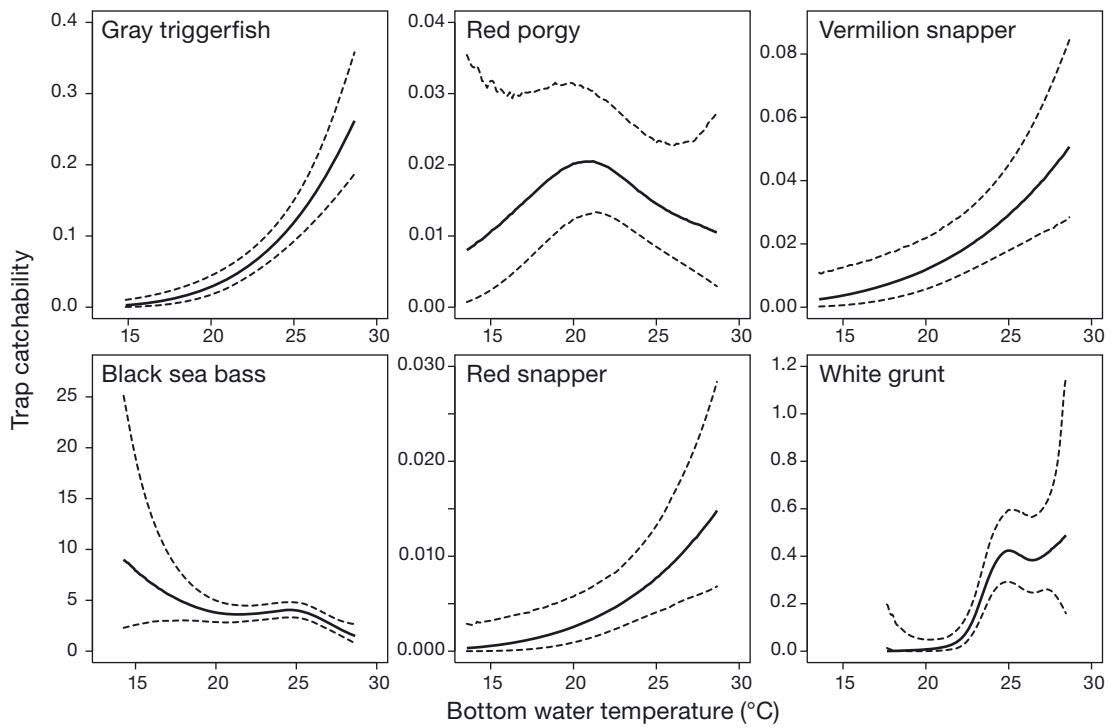 Trap catchability
Gray triggerfish
0.4
0.3
0.2
0.1
0.0
15 20 25 30
Red porgy
0.04
0.03
0.02
0.01
0.00
15 20 25 30
Vermilion snapper
0.08
0.06
0.04
0.02
0.00
15 20 25 30
Black sea bass
25
20
15
10
5
0
15 20 25 30
Red snapper
0.030
0.020
0.010
0.000
15 20 25 30
White grunt
1.2
1.0
0.8
0.6
0.4
0.2
0.0
15 20 25 30
Bottom water temperature (°C)